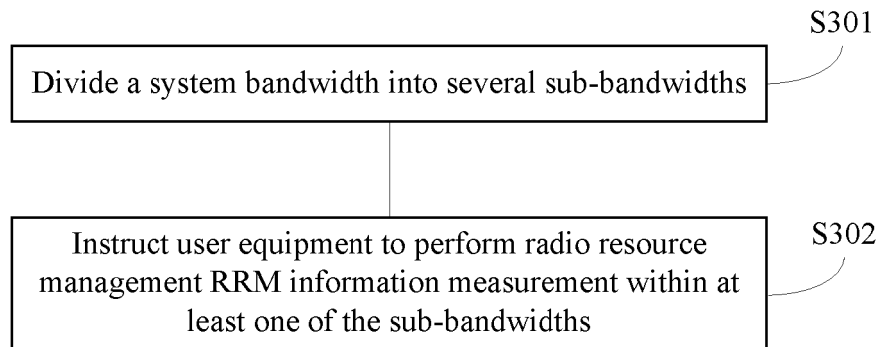 S301
Divide a system bandwidth into several sub-bandwidths
S302
Instruct user equipment to perform radio resource
management RRM information measurement within at
least one of the sub-bandwidths